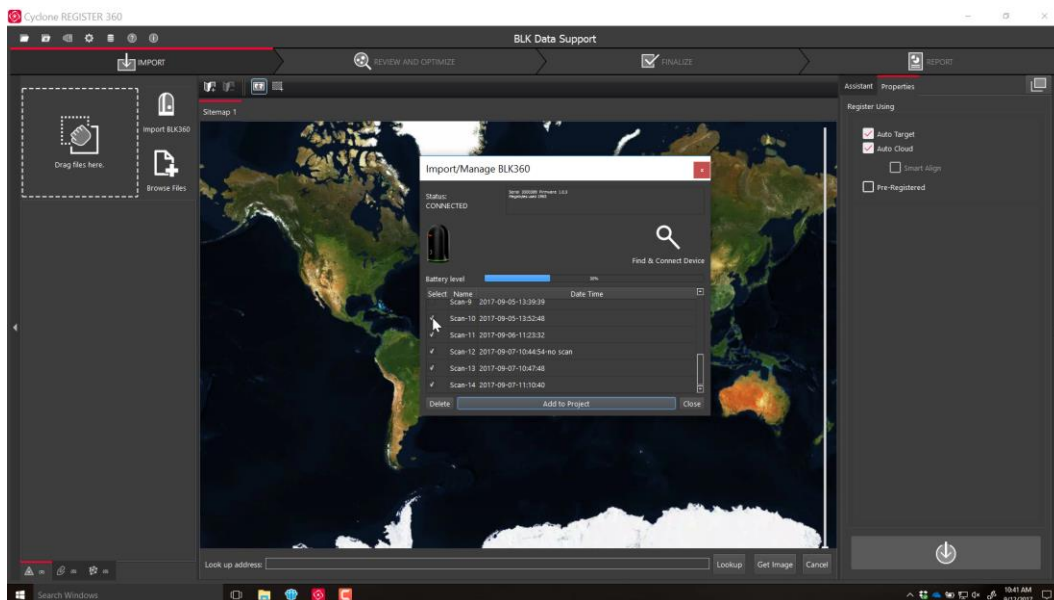 Cyclone REGISTER 360
BLK Data Support
IMPORT
REVIEW AND OPTIMIZE
FINALIZE
REPORT
Drag files here.
Import BLK360
Browse Files
Sitemap 1
Import/Manage BLK360
Status:
CONNECTED
Find & Connect Device
Battery level
Select Name Date Time
Scan-9 2017-09-05-13:39:39
Scan-10 2017-09-05-13:52:48
Scan-11 2017-09-06-11:23:32
Scan-12 2017-09-07-10:44:54-no scan
Scan-13 2017-09-07-10:47:48
Scan-14 2017-09-07-11:10:40
Delete
Add to Project
Close
Assistant Properties
Register Using
Auto Target
Auto Cloud
Smart Align
Pre-Registered
Look up address:
Lookup
Get Image
Cancel
Search Windows
10:41 AM
9/12/2017